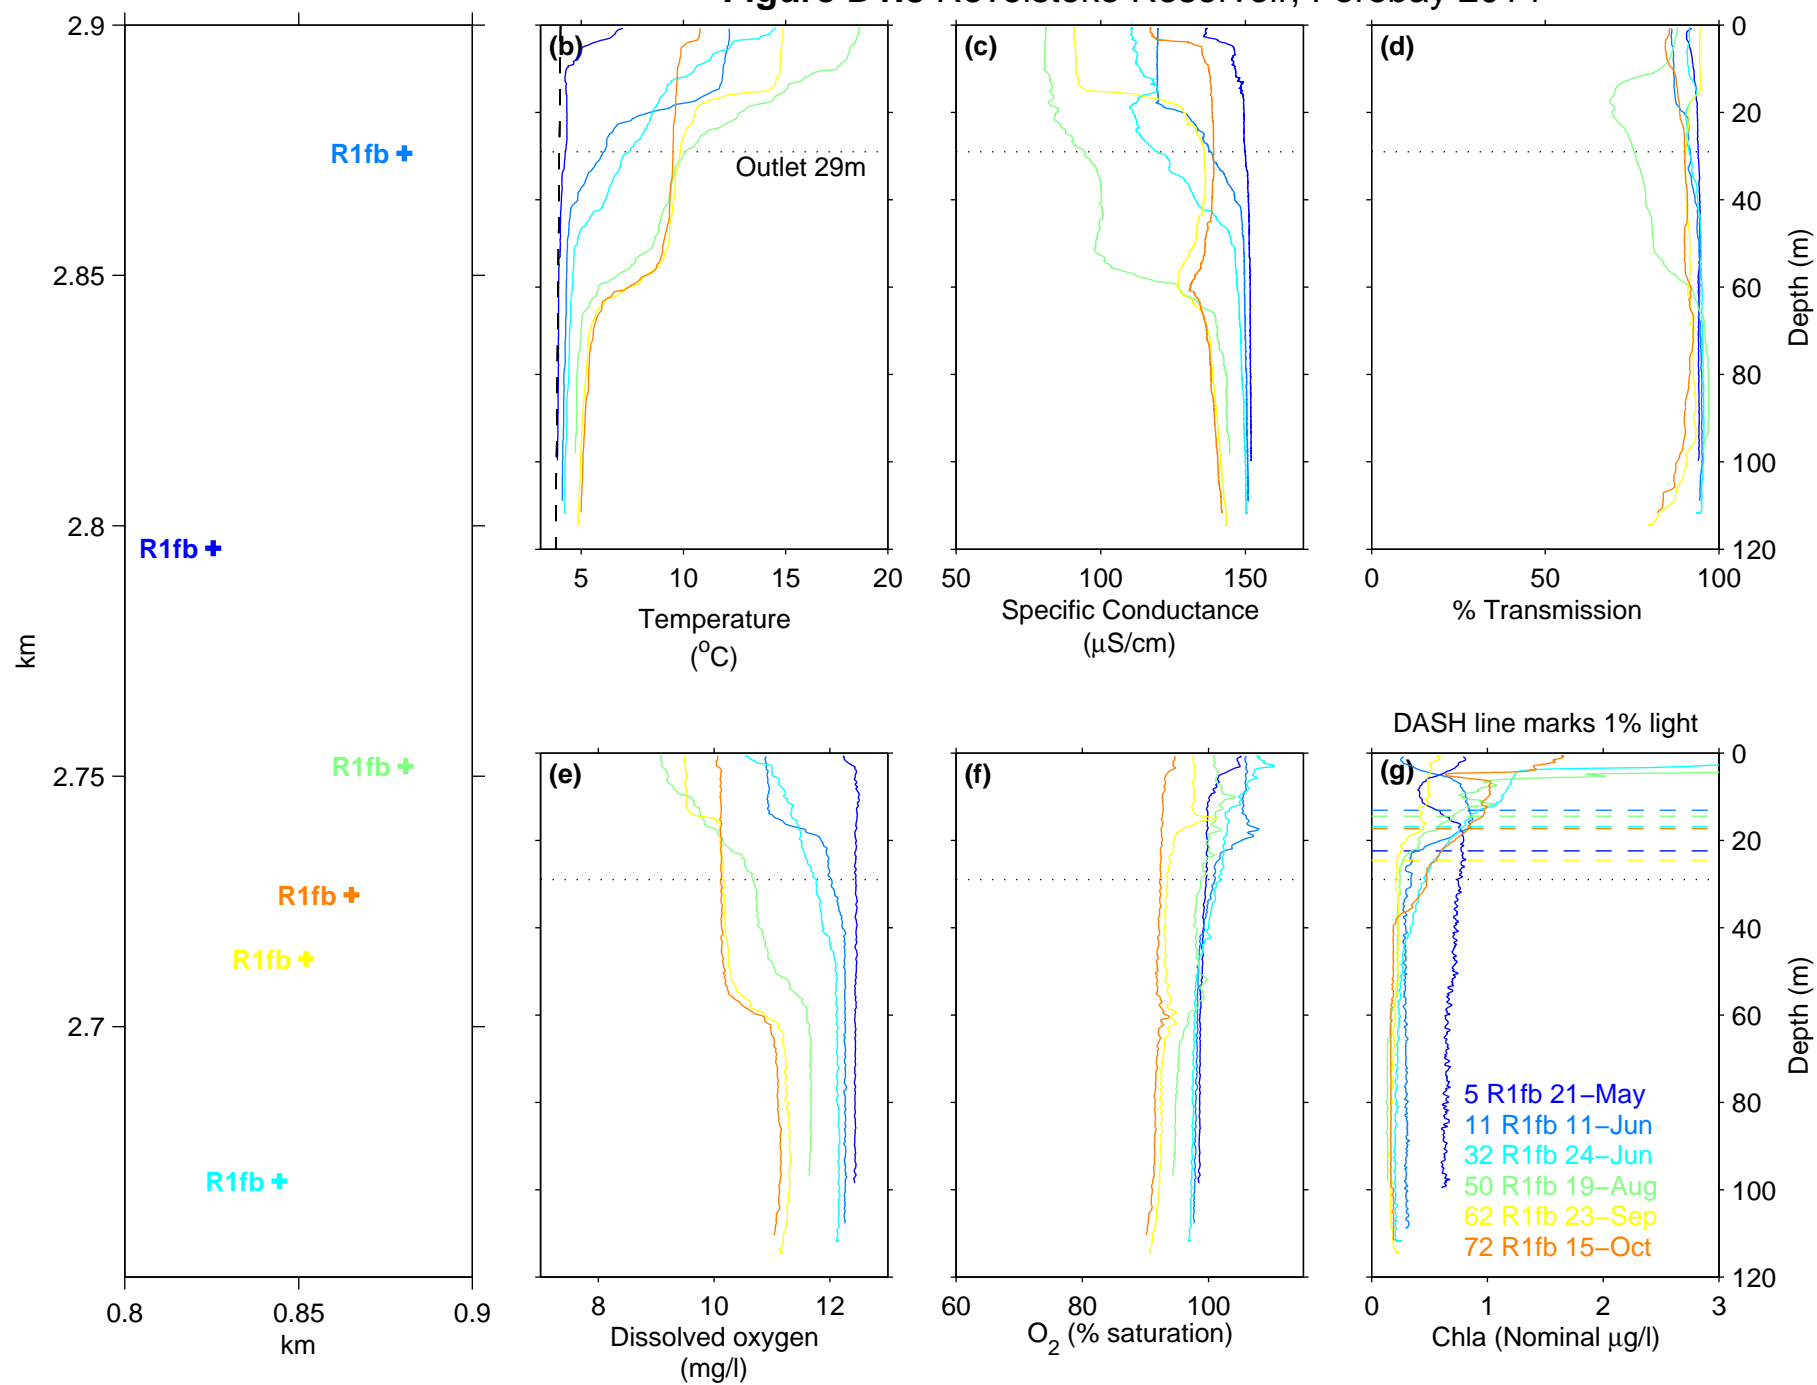 Revelstoke Reservoir, Forebay
2.9
2.85
2.8
2.75
2.7
km
0.8
0.85
0.9
km
R1fb
R1fb
R1fb
R1fb
R1fb
R1fb
(b)
Outlet 29m
5
10
15
20
Temperature
(°C)
(c)
50
100
150
Specific Conductance
(µS/cm)
(d)
0
50
100
% Transmission
0
20
40
60
80
100
120
Depth (m)
(e)
8
10
12
Dissolved oxygen
(mg/l)
(f)
60
80
100
O2 (% saturation)
DASH line marks 1% light
(g)
5 R1fb 21−May
11 R1fb 11−Jun
32 R1fb 24−Jun
50 R1fb 19−Aug
62 R1fb 23−Sep
72 R1fb 15−Oct
0
1
2
3
Chla (Nominal µg/l)
0
20
40
60
80
100
120
Depth (m)